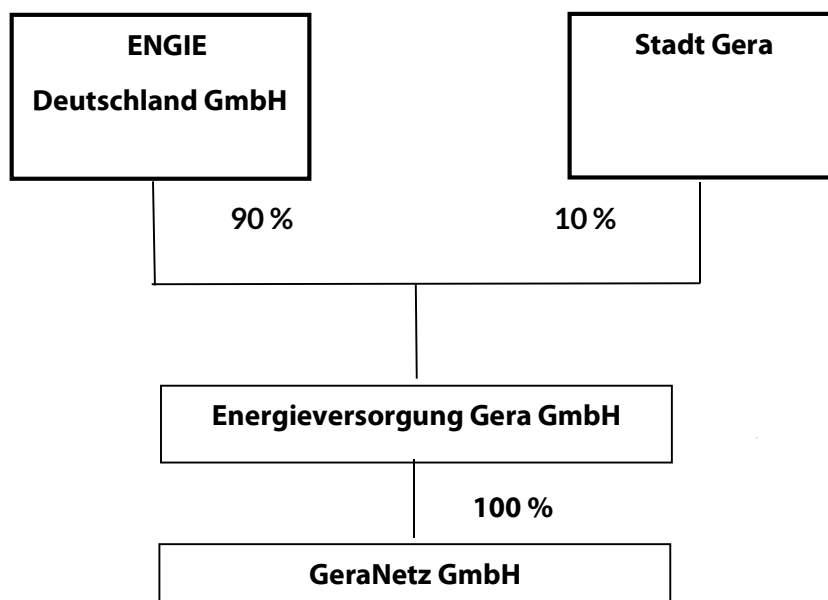 ENGIE
Deutschland GmbH
Stadt Gera
90 %
10 %
Energieversorgung Gera GmbH
100 %
GeraNetz GmbH